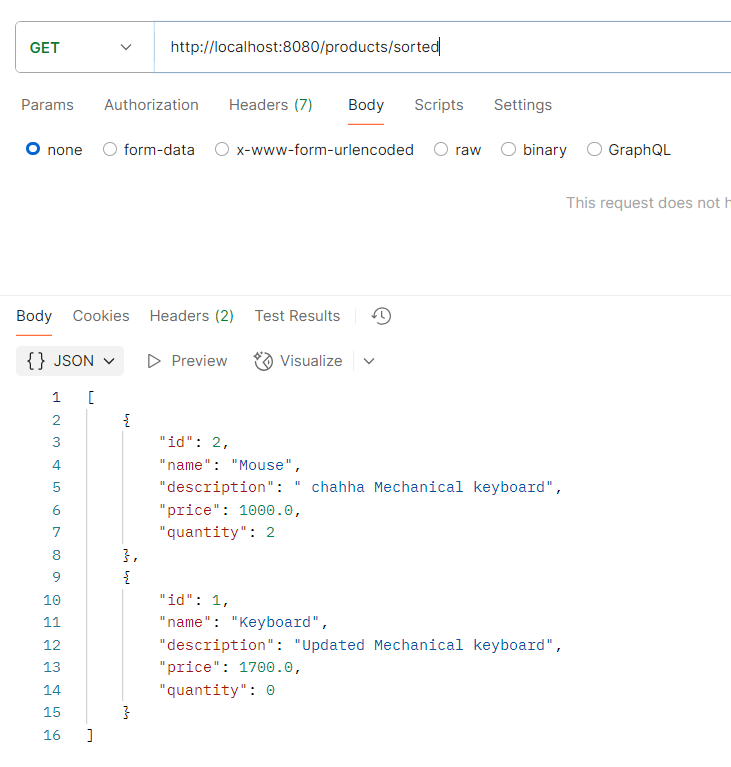 GET http://localhost:8080/products/sorted
Params Authorization Headers (7) Body Scripts Settings
none form-data x-www-form-urlencoded raw binary GraphQL
This request does not h
Body Cookies Headers (2) Test Results
{} JSON Preview Visualize
1 [
2 {
3 "id": 2,
4 "name": "Mouse",
5 "description": " chahha Mechanical keyboard",
6 "price": 1000.0,
7 "quantity": 2
8 },
9 {
10 "id": 1,
11 "name": "Keyboard",
12 "description": "Updated Mechanical keyboard",
13 "price": 1700.0,
14 "quantity": 0
15 }
16 ]